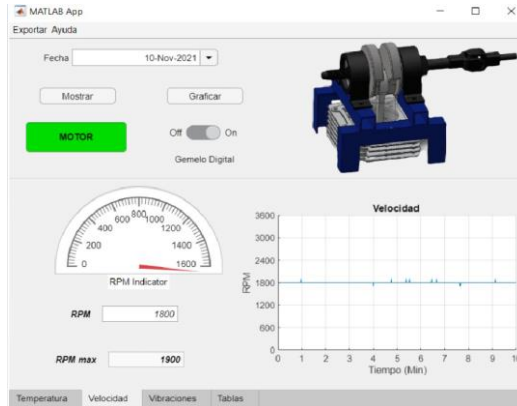 MATLAB App
Exportar Ayuda
Fecha 10-Nov-2021
Mostrar Graficar
MOTOR
Off On
Gemelo Digital
0 200 400 600 800 1000 1200 1400 1600
RPM Indicator
RPM 1800
RPM max 1900
Velocidad
3600
3000
2400
1800
1200
600
0
RPM
0 1 2 3 4 5 6 7 8 9 10
Tiempo (Min)
Temperatura Velocidad Vibraciones Tablas